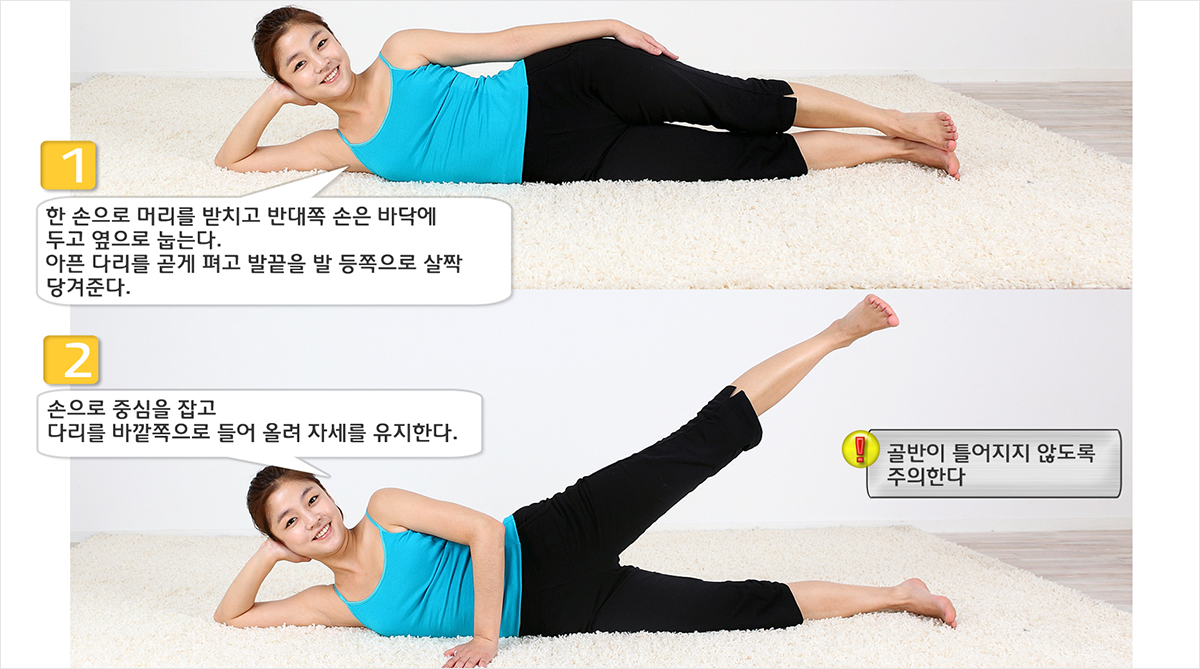 1
한 손으로 머리를 받치고 반대쪽 손은 바닥에
두고 옆으로 눕는다.
아픈 다리를 곧게 펴고 발끝을 발 등쪽으로 살짝
당겨준다.
2
손으로 중심을 잡고
다리를 바깥쪽으로 들어 올려 자세를 유지한다.
!
골반이 틀어지지 않도록
주의한다